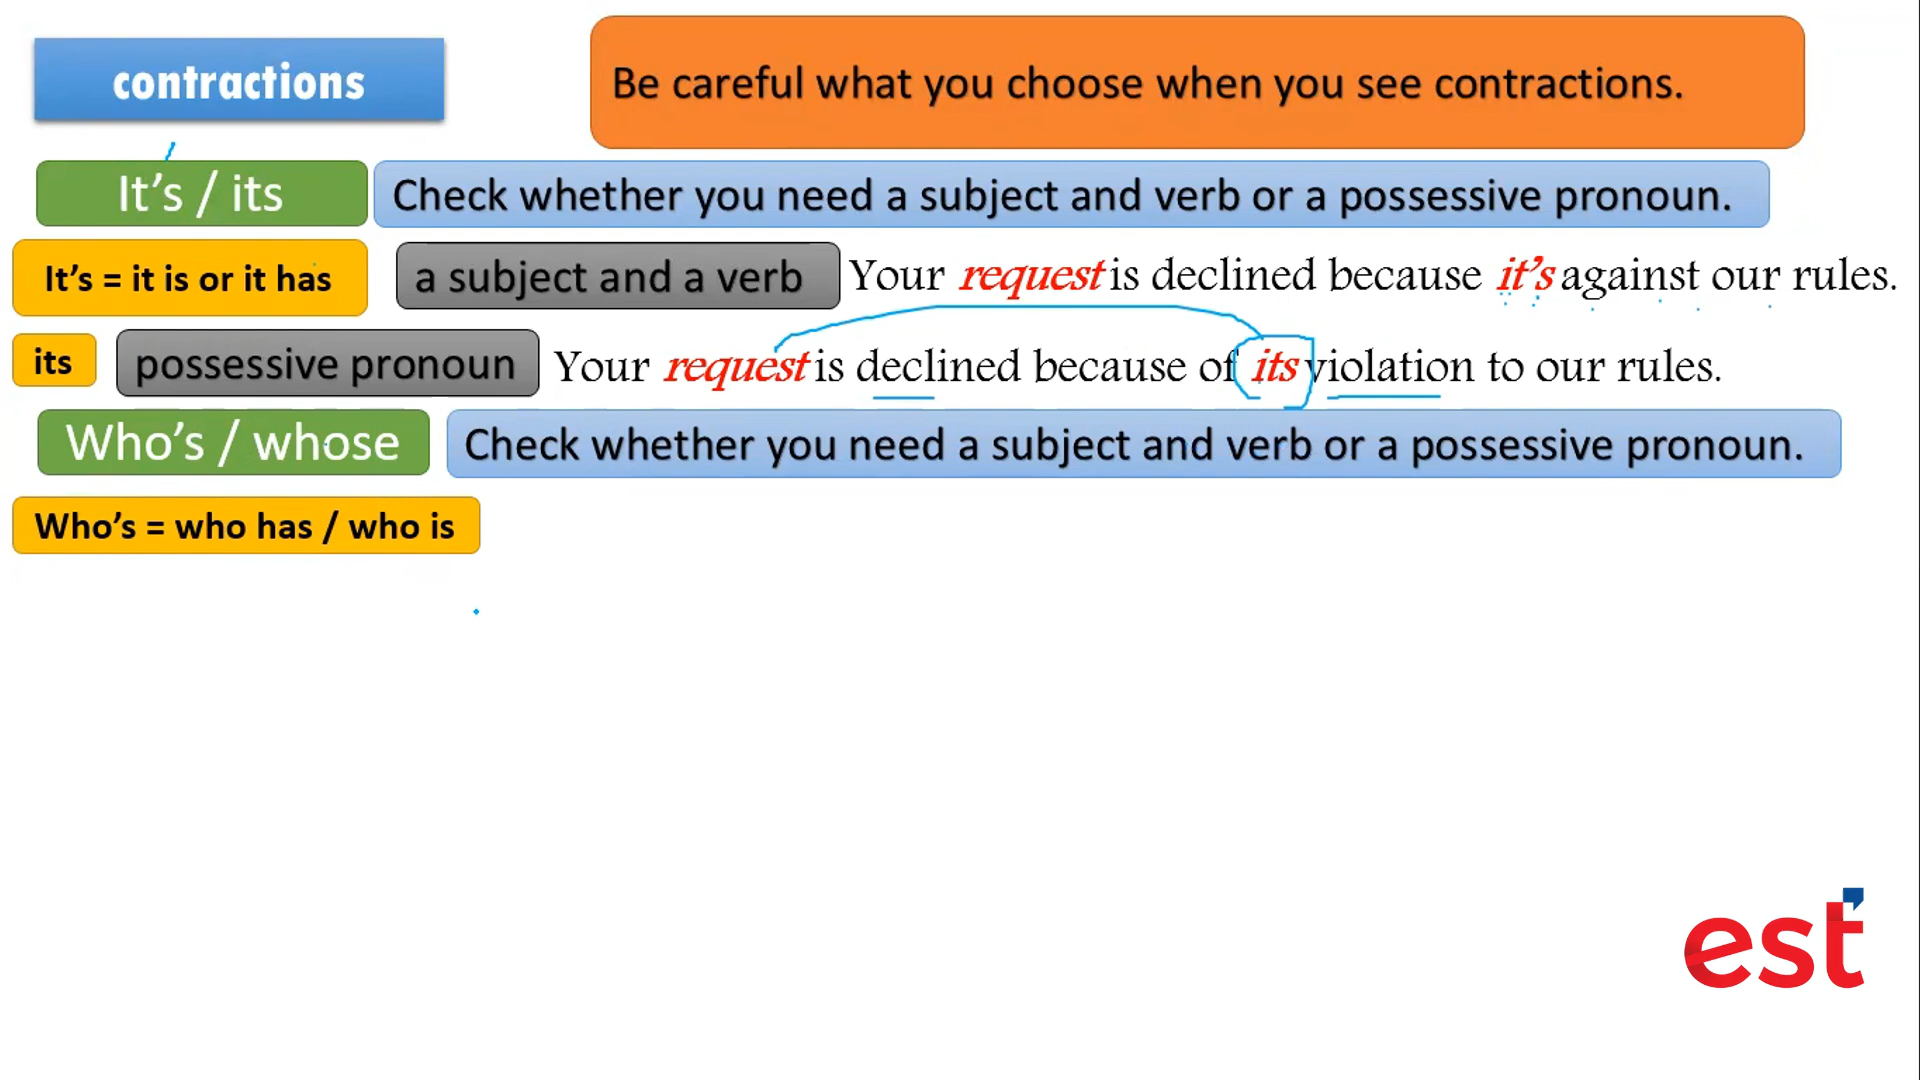 contractions
Be careful what you choose when you see contractions.
It’s / its
Check whether you need a subject and verb or a possessive pronoun.
It’s = it is or it has
a subject and a verb
Your request is declined because it’s against our rules.
its
possessive pronoun
Your request is declined because of its violation to our rules.
Who’s / whose
Check whether you need a subject and verb or a possessive pronoun.
Who’s = who has / who is
est